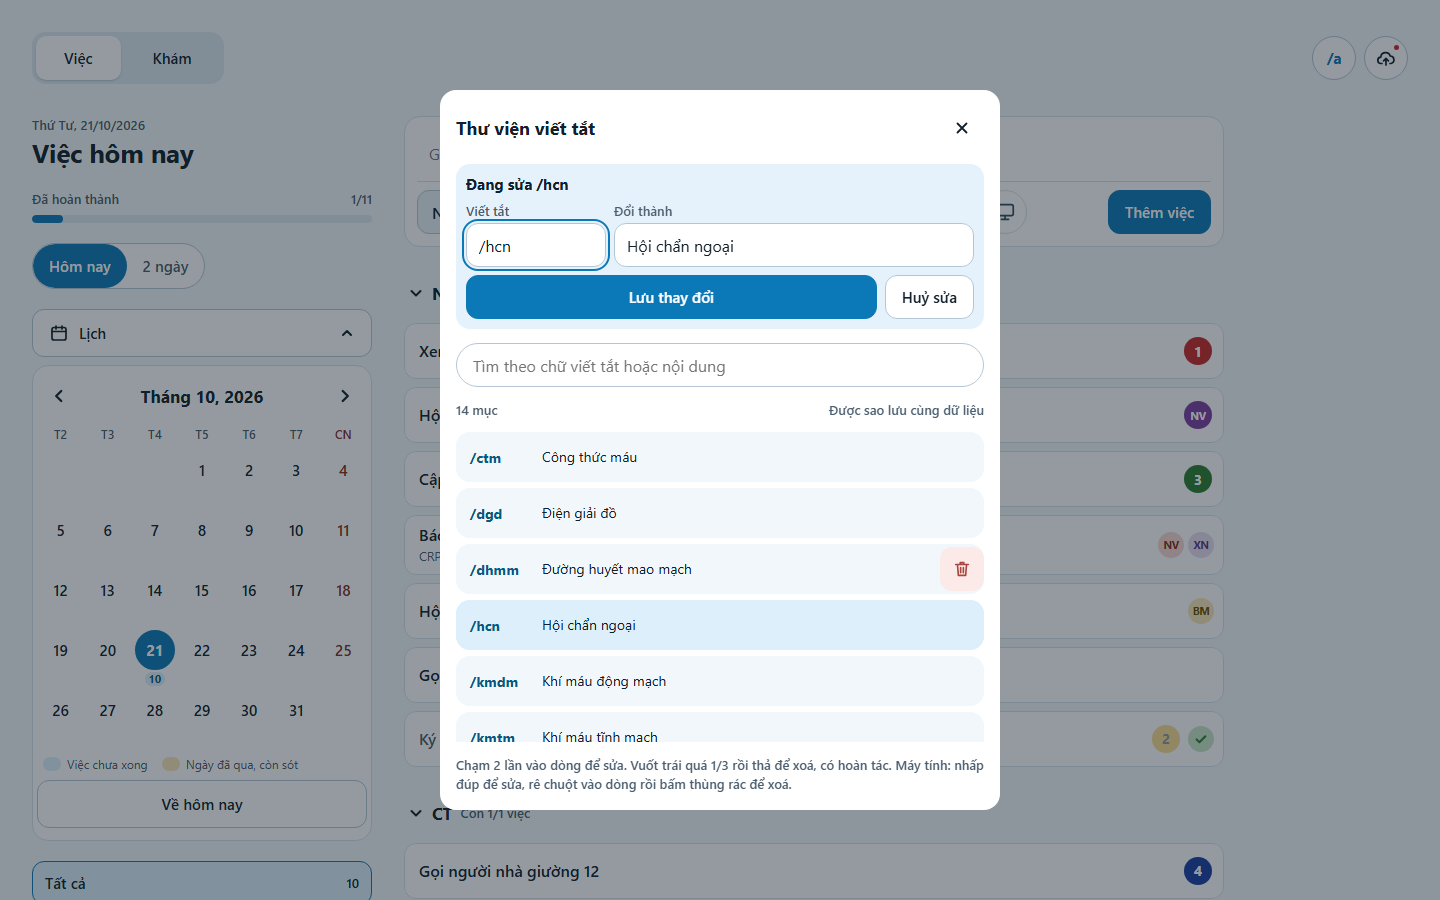 Việc
Khám
/a
Thứ Tư, 21/10/2026
Việc hôm nay
Đã hoàn thành
1/11
Hôm nay
2 ngày
Lịch
Tháng 10, 2026
T2 T3 T4 T5 T6 T7 CN
1 2 3 4
5 6 7 8 9 10 11
12 13 14 15 16 17 18
19 20 21 22 23 24 25
10
26 27 28 29 30 31
Việc chưa xong
Ngày đã qua, còn sót
Về hôm nay
Tất cả
10
Thêm việc
1
NV
3
NV XN
CRP
BM
Ký
2
CT
Còn 1/1 việc
Gọi người nhà giường 12
4
Thư viện viết tắt
Đang sửa /hcn
Viết tắt
Đổi thành
/hcn
Hội chẩn ngoại
Lưu thay đổi
Huỷ sửa
Tìm theo chữ viết tắt hoặc nội dung
14 mục
Được sao lưu cùng dữ liệu
/ctm Công thức máu
/dgd Điện giải đồ
/dhmm Đường huyết mao mạch
/hcn Hội chẩn ngoại
/kmdm Khí máu động mạch
/kmtm Khí máu tĩnh mạch
Chạm 2 lần vào dòng để sửa. Vuốt trái quá 1/3 rồi thả để xoá, có hoàn tác. Máy tính: nhấp
đúp để sửa, rê chuột vào dòng rồi bấm thùng rác để xoá.